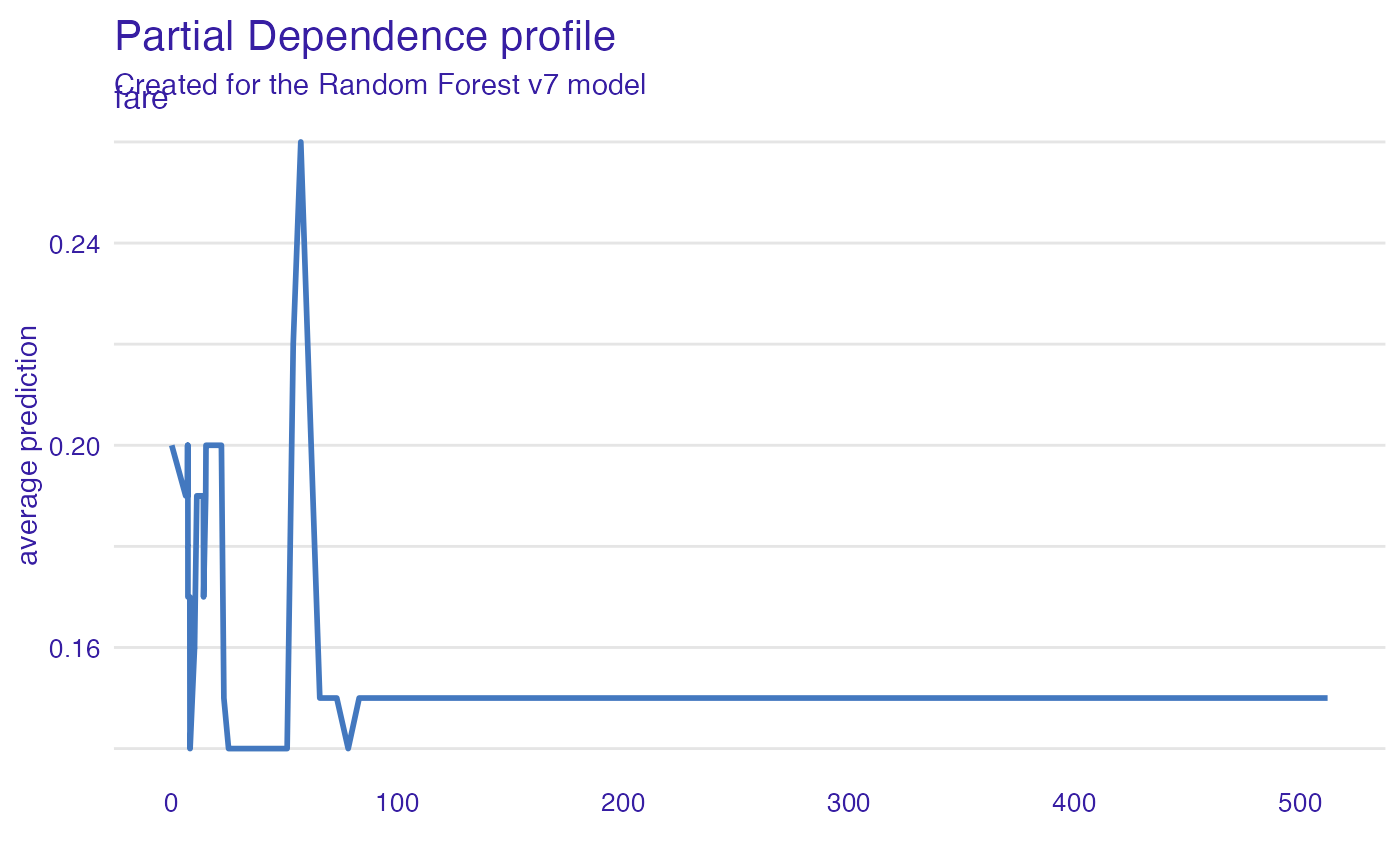 Partial Dependence profile
Created for the Random Forest v7 model
fare
average prediction
0.24
0.20
0.16
0
100
200
300
400
500